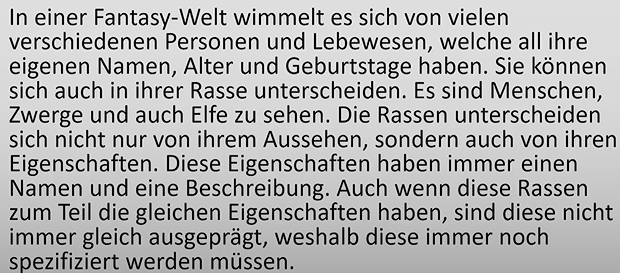 In einer Fantasy-Welt wimmelt es sich von vielen
verschiedenen Personen und Lebewesen, welche all ihre
eigenen Namen, Alter und Geburtstage haben. Sie können
sich auch in ihrer Rasse unterscheiden. Es sind Menschen,
Zwerge und auch Elfe zu sehen. Die Rassen unterscheiden
sich nicht nur von ihrem Aussehen, sondern auch von ihren
Eigenschaften. Diese Eigenschaften haben immer einen
Namen und eine Beschreibung. Auch wenn diese Rassen
zum Teil die gleichen Eigenschaften haben, sind diese nicht
immer gleich ausgeprägt, weshalb diese immer noch
spezifiziert werden müssen.